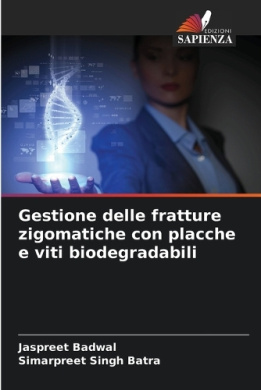 EDIZIONI
SAPIENZA
Gestione delle fratture
zigomatiche con placche
e viti biodegradabili
Jaspreet Badwal
Simarpreet Singh Batra